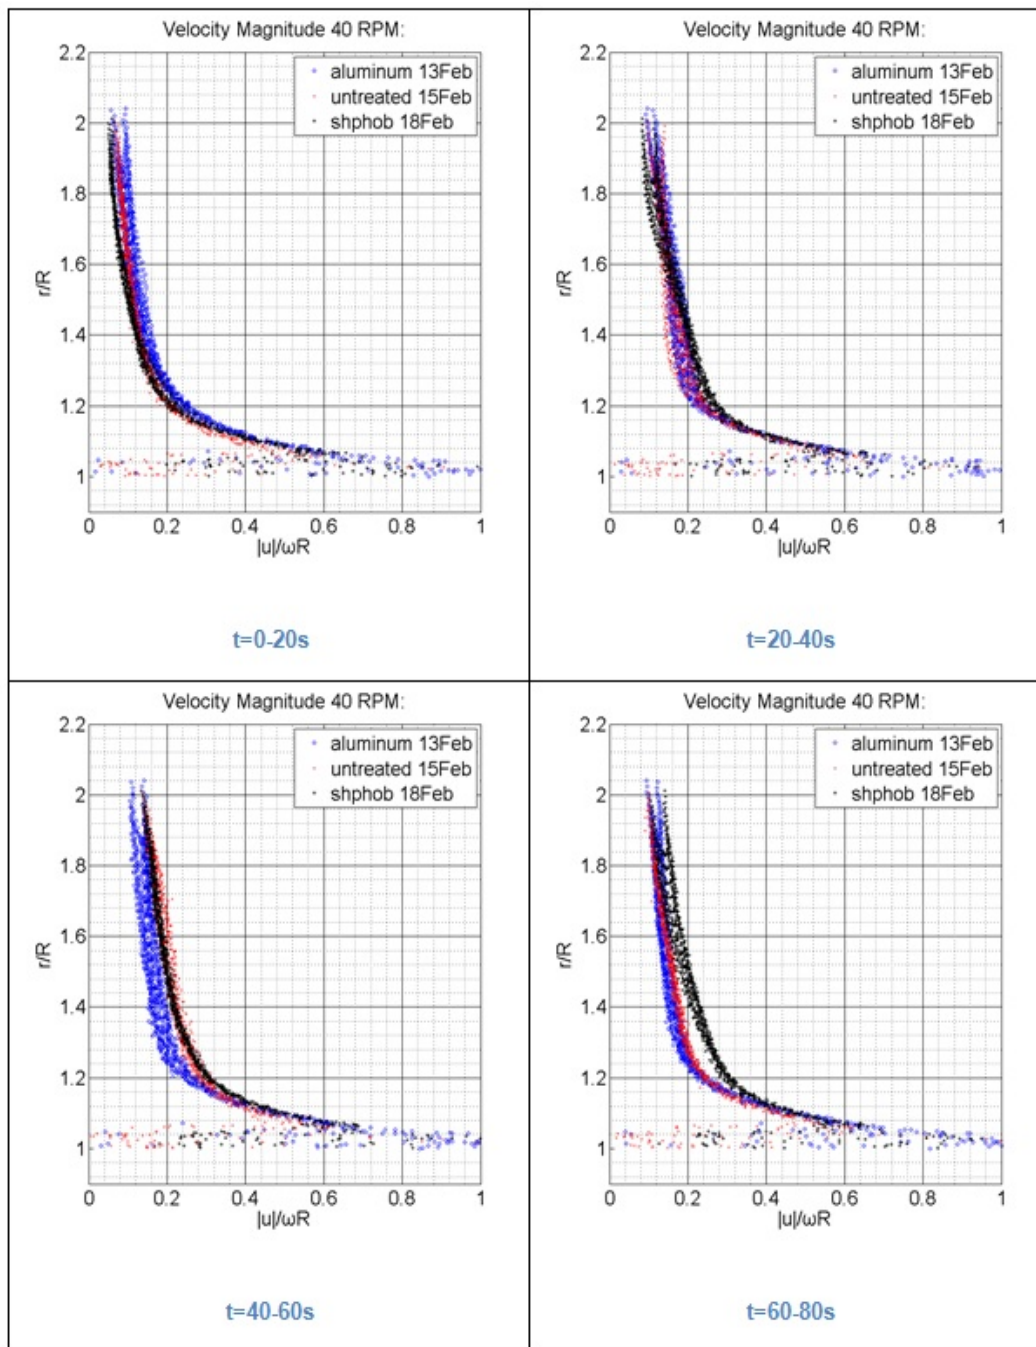 Velocity Magnitude 40 RPM:
2.2
aluminum 13Feb
untreated 15Feb
shphob 18Feb
2
1.8
1.6
r/R
1.4
1.2
1
0 0.2 0.4 0.6 0.8 1
|u|/ωR
t=0-20s
Velocity Magnitude 40 RPM:
2.2
aluminum 13Feb
untreated 15Feb
shphob 18Feb
2
1.8
1.6
r/R
1.4
1.2
1
0 0.2 0.4 0.6 0.8 1
|u|/ωR
t=20-40s
Velocity Magnitude 40 RPM:
2.2
aluminum 13Feb
untreated 15Feb
shphob 18Feb
2
1.8
1.6
r/R
1.4
1.2
1
0 0.2 0.4 0.6 0.8 1
|u|/ωR
t=40-60s
Velocity Magnitude 40 RPM:
2.2
aluminum 13Feb
untreated 15Feb
shphob 18Feb
2
1.8
1.6
r/R
1.4
1.2
1
0 0.2 0.4 0.6 0.8 1
|u|/ωR
t=60-80s